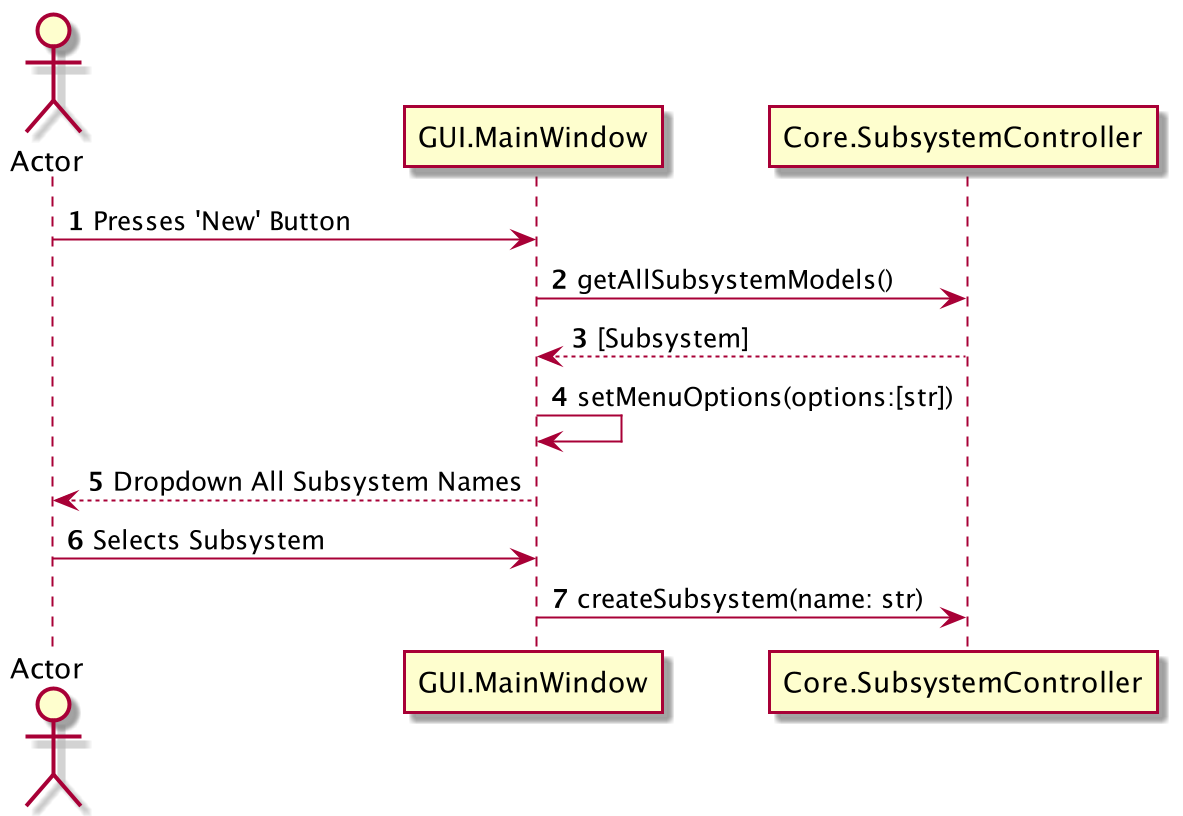 Actor
GUI.MainWindow
Core.SubsystemController
1 Presses 'New' Button
2 getAllSubsystemModels()
3 [Subsystem]
4 setMenuOptions(options:[str])
5 Dropdown All Subsystem Names
6 Selects Subsystem
7 createSubsystem(name: str)
Actor
GUI.MainWindow
Core.SubsystemController